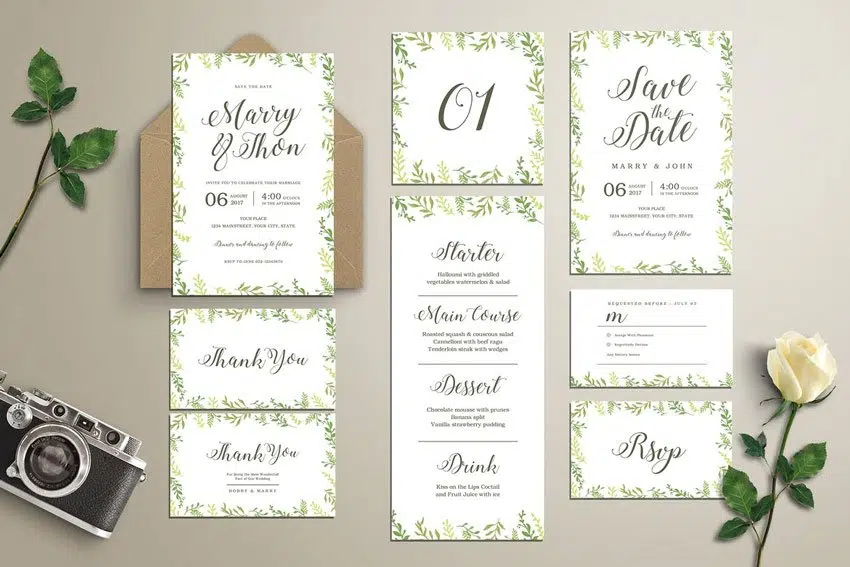 SAVE THE DATE
Marry
& Jhon
INVITE YOU TO CELEBRATE THEIR MARRIAGE
06 AUGUST 2017 | 4:00 O'CLOCK IN THE AFTERNOON
YOUR PLACE
1234 MAINSTREET, YOUR CITY, STATE
Dinner and dancing to follow
Thank You
Thank You
For Being the Most Wonderful
Part of Our Wedding
BOBBY & MARRY
01
Starter
Halloumi with griddled
vegetables watermelon & salad
Main Course
Roasted squash & couscous salad
Cannelloni with beef ragu
Tenderloin steak with wedges
Dessert
Chocolate mousse with prunes
Banana split
Vanilla strawberry pudding
Drink
Kiss on the Lips Coctail
and Fruit Juice with ice
Save
the
Date
MARRY & JOHN
06 AUGUST 2017 | 4:00 O'CLOCK IN THE AFTERNOON
YOUR PLACE
1234 MAINSTREET, YOUR CITY, STATE
Dinner and dancing to follow
REQUESTED BEFORE : JULY 07
m
Accept With Pleasure
Regretfully Decline
Rsvp